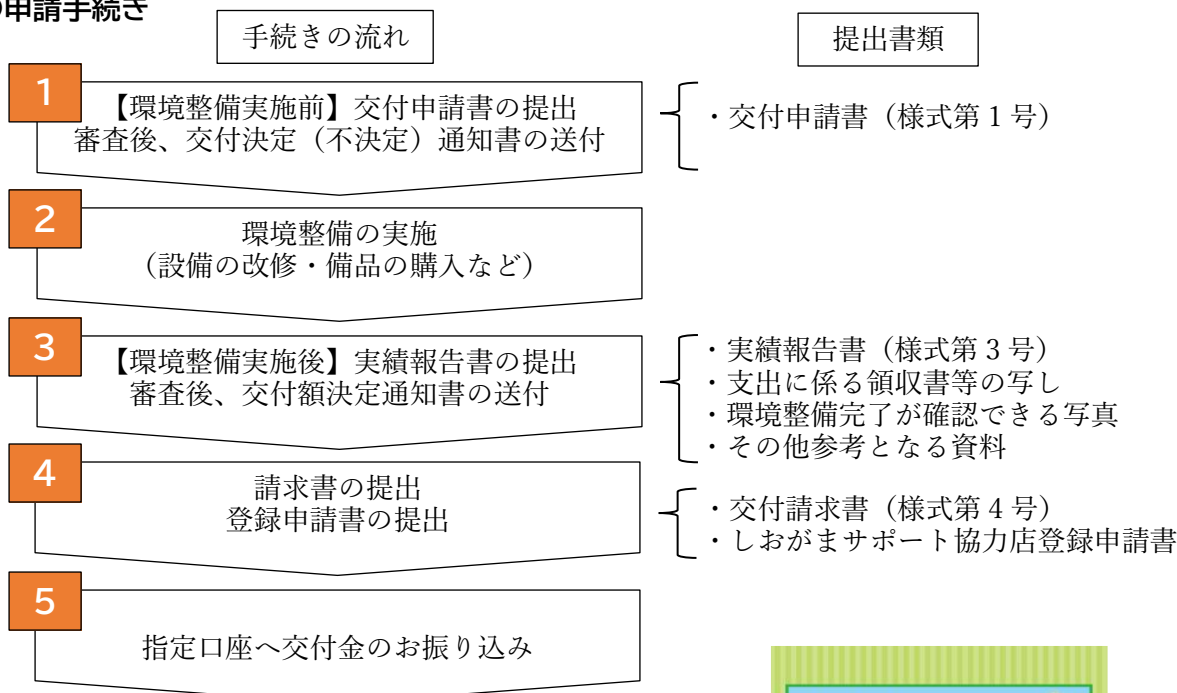 申請手続き
手続きの流れ
提出書類
1
【環境整備実施前】交付申請書の提出
審査後、交付決定（不決定）通知書の送付
・交付申請書（様式第１号）
2
環境整備の実施
（設備の改修・備品の購入など）
3
【環境整備実施後】実績報告書の提出
審査後、交付額決定通知書の送付
・実績報告書（様式第３号）
・支出に係る領収書等の写し
・環境整備完了が確認できる写真
・その他参考となる資料
4
請求書の提出
登録申請書の提出
・交付請求書（様式第４号）
・しおがまサポート協力店登録申請書
5
指定口座へ交付金のお振り込み